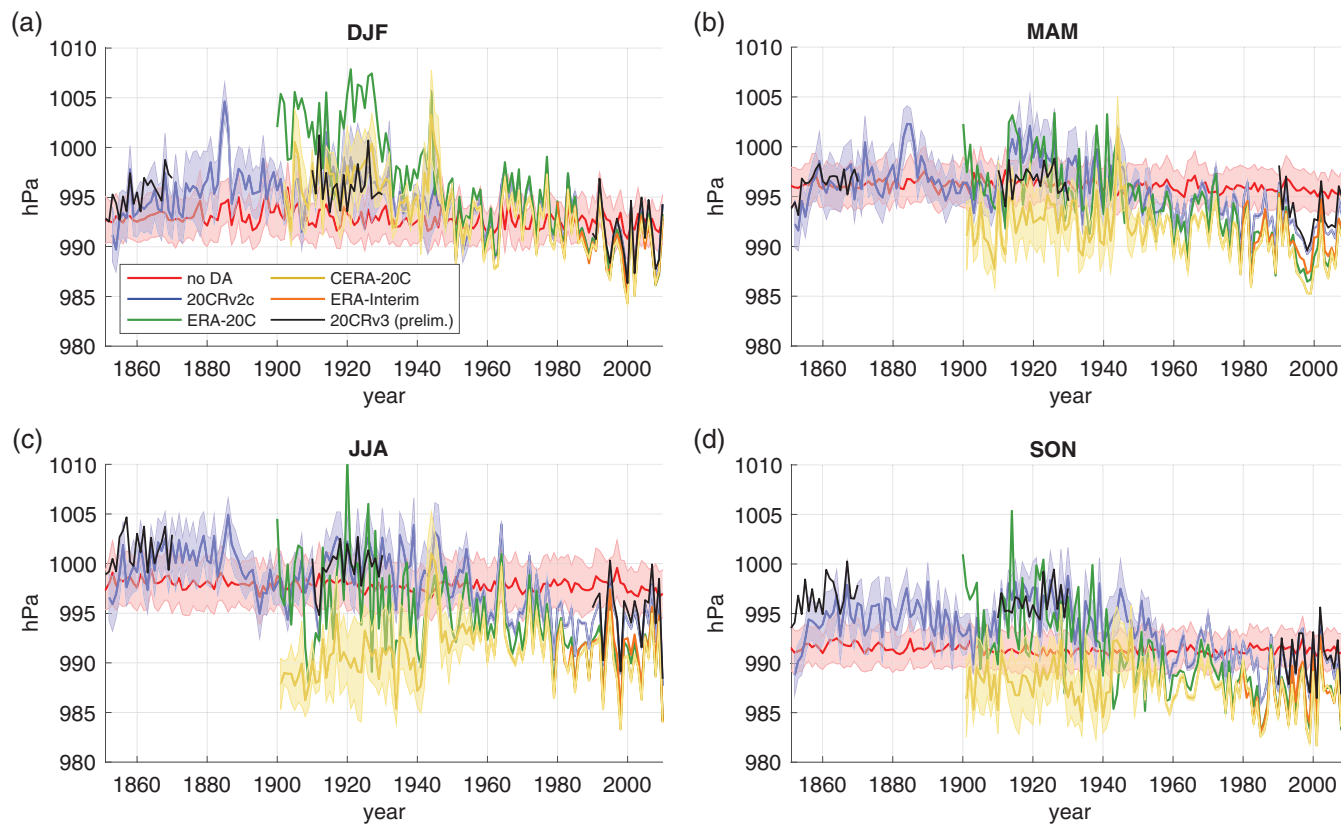 (a) DJF
1010
1005
1000
995
990
985
980
hPa
no DA
20CRv2c
ERA-20C
CERA-20C
ERA-Interim
20CRv3 (prelim.)
1860 1880 1900 1920 1940 1960 1980 2000
year
(b) MAM
1010
1005
1000
995
990
985
980
hPa
1860 1880 1900 1920 1940 1960 1980 2000
year
(c) JJA
1010
1005
1000
995
990
985
980
hPa
1860 1880 1900 1920 1940 1960 1980 2000
year
(d) SON
1010
1005
1000
995
990
985
980
hPa
1860 1880 1900 1920 1940 1960 1980 2000
year